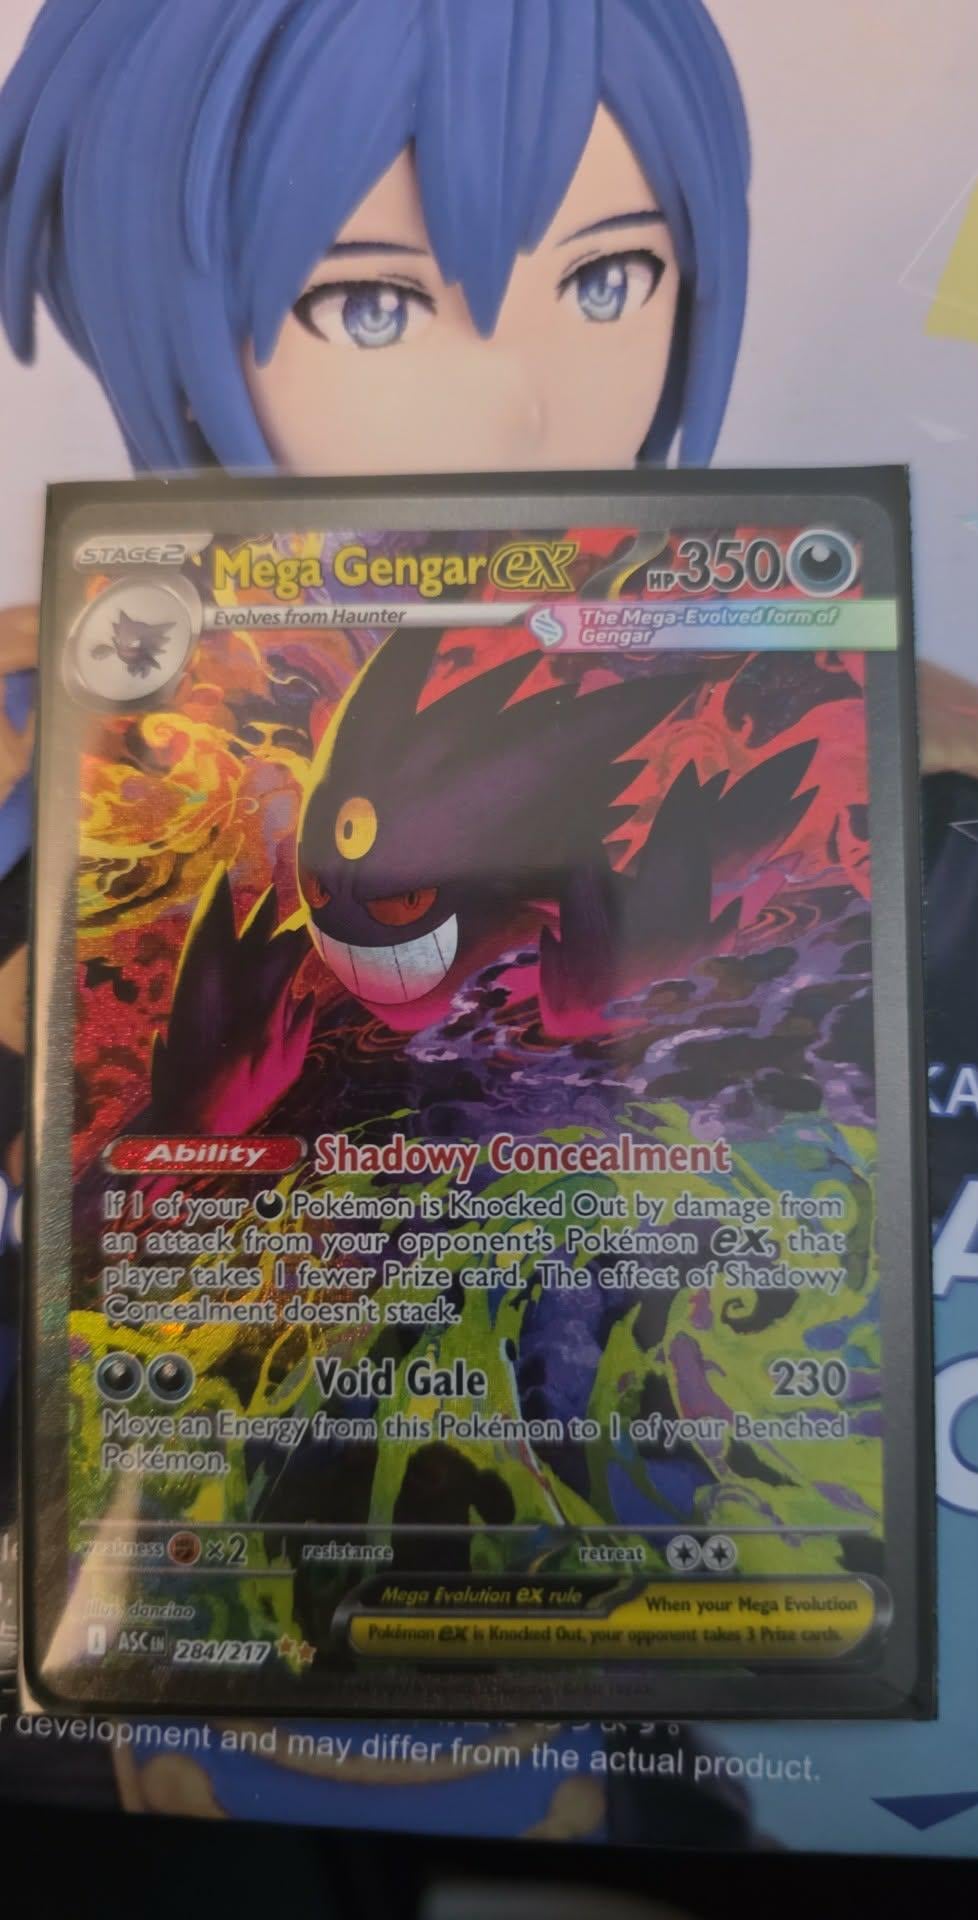 STAGE2 Mega Gengar ex HP350
Evolves from Haunter
The Mega-Evolved form of
Gengar
KA
A
Ability Shadowy Concealment
If 1 of your Pokémon is Knocked Out by damage from
an attack from your opponent's Pokémon ex, that
player takes 1 fewer Prize card. The effect of Shadowy
Concealment doesn't stack.
Void Gale 230
Move an Energy from this Pokémon to 1 of your Benched
Pokémon.
weakness ×2 resistance retreat
Mega Evolution ex rule
When your Mega Evolution
Pokémon ex is Knocked Out, your opponent takes 3 Prize cards.
illus. danciao
J ASC EN 284/217
development and may differ from the actual product.